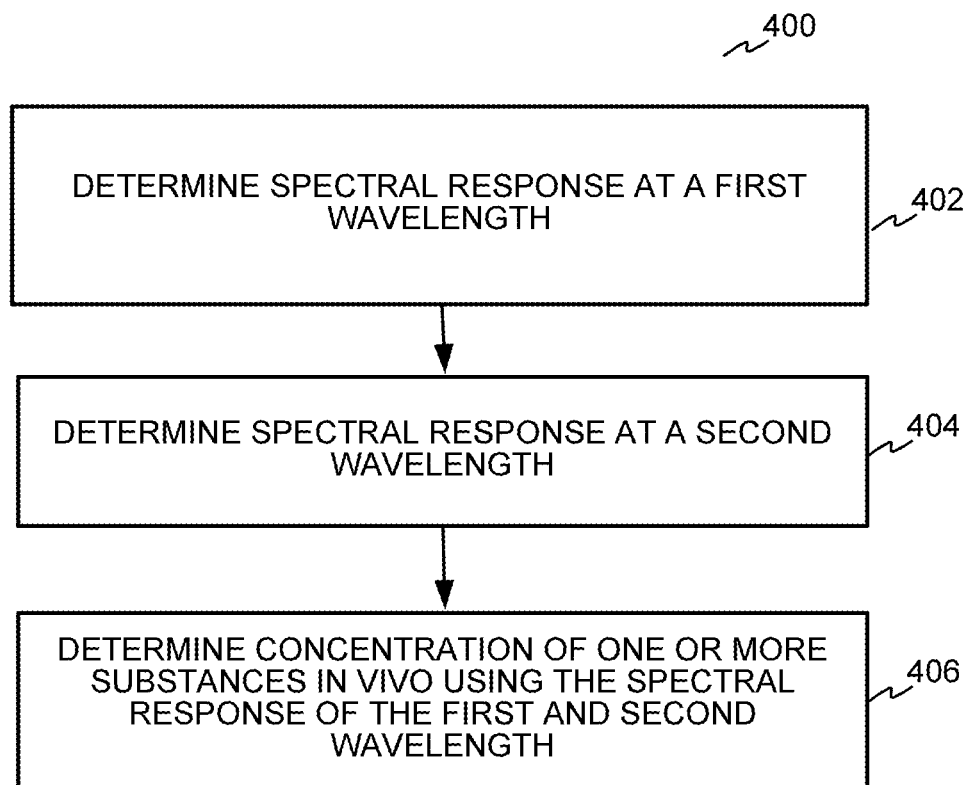 400
DETERMINE SPECTRAL RESPONSE AT A FIRST
WAVELENGTH
402
DETERMINE SPECTRAL RESPONSE AT A SECOND
WAVELENGTH
404
DETERMINE CONCENTRATION OF ONE OR MORE
SUBSTANCES IN VIVO USING THE SPECTRAL
RESPONSE OF THE FIRST AND SECOND
WAVELENGTH
406